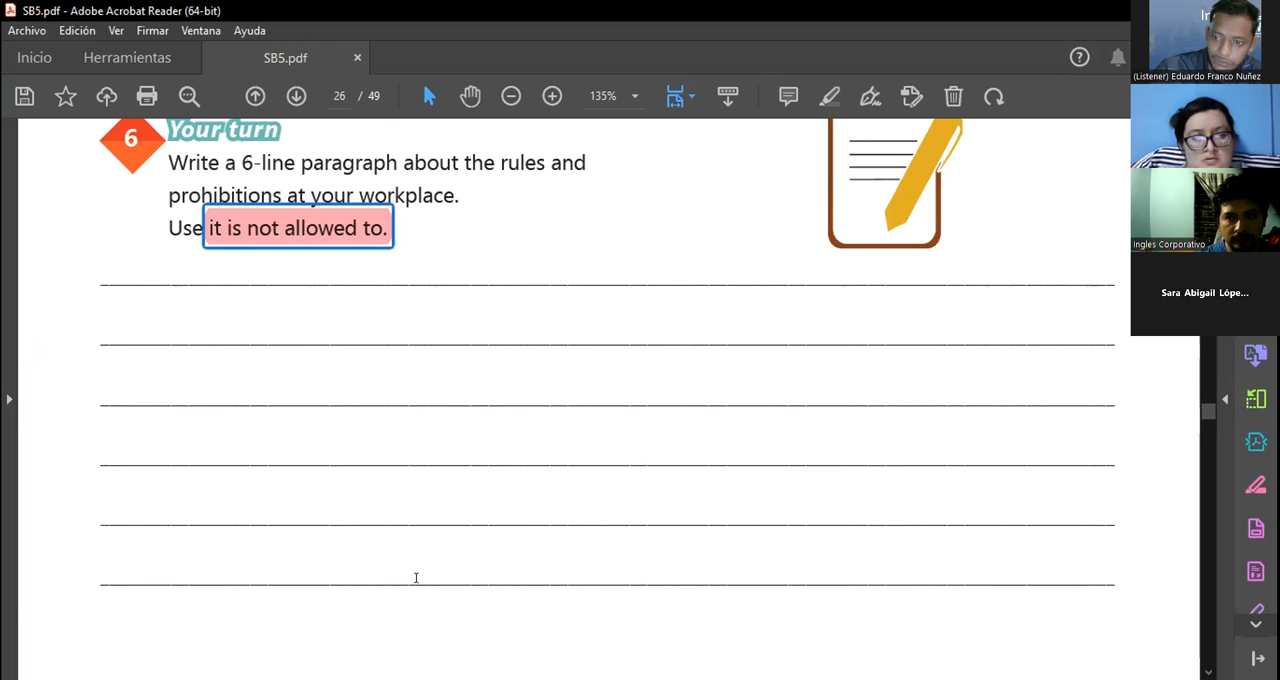 SB5.pdf - Adobe Acrobat Reader (64-bit)
Archivo Edición Ver Firmar Ventana Ayuda
Inicio Herramientas SB5.pdf ×
26 / 49 135%
6 Your turn
Write a 6-line paragraph about the rules and
prohibitions at your workplace.
Use it is not allowed to.
(Listener) Eduardo Franco Nuñez
Ingles Corporativo
Sara Abigail Lópe...